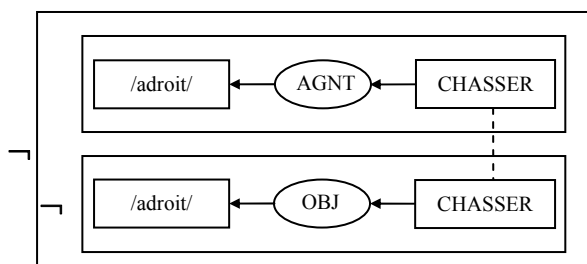 /adroit/ AGNT CHASSER
¬
/adroit/ OBJ CHASSER
¬